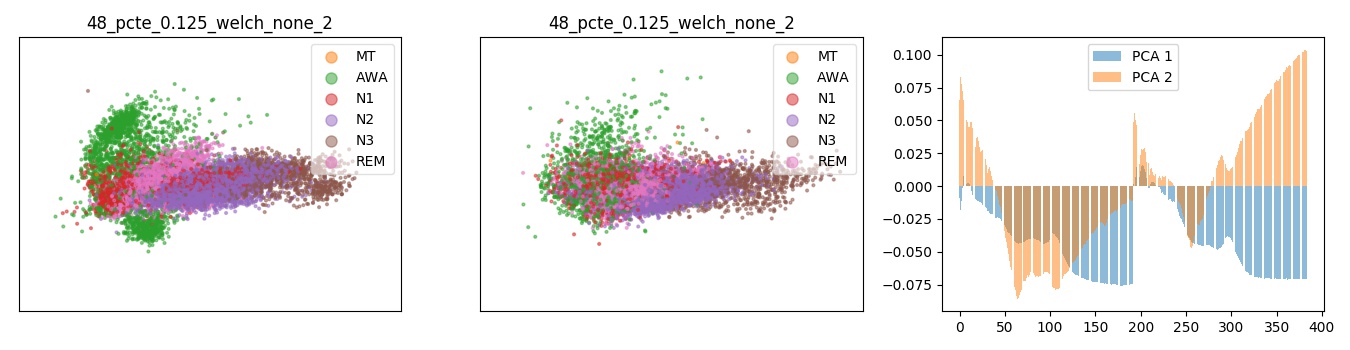 48_pcte_0.125_welch_none_2
MT
AWA
N1
N2
N3
REM
48_pcte_0.125_welch_none_2
MT
AWA
N1
N2
N3
REM
PCA 1
PCA 2
0.100
0.075
0.050
0.025
0.000
−0.025
−0.050
−0.075
0 50 100 150 200 250 300 350 400